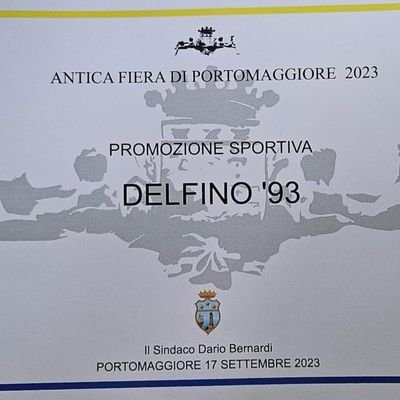 ANTICA FIERA DI PORTOMAGGIORE 2023
PROMOZIONE SPORTIVA
DELFINO '93
Il Sindaco Dario Bernardi
PORTOMAGGIORE 17 SETTEMBRE 2023